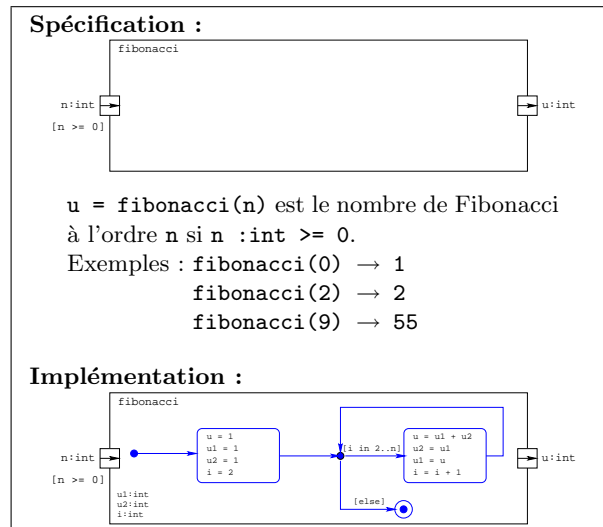 Spécification :
fibonacci
n:int
u:int
[n >= 0]
u = fibonacci(n) est le nombre de Fibonacci
à l'ordre n si n :int >= 0.
Exemples : fibonacci(0) → 1
fibonacci(2) → 2
fibonacci(9) → 55
Implémentation :
fibonacci
u = 1
u1 = 1
u2 = 1
i = 2
[i in 2..n]
u = u1 + u2
u2 = u1
u1 = u
i = i + 1
n:int
u:int
[n >= 0]
u1:int
u2:int
i:int
[else]